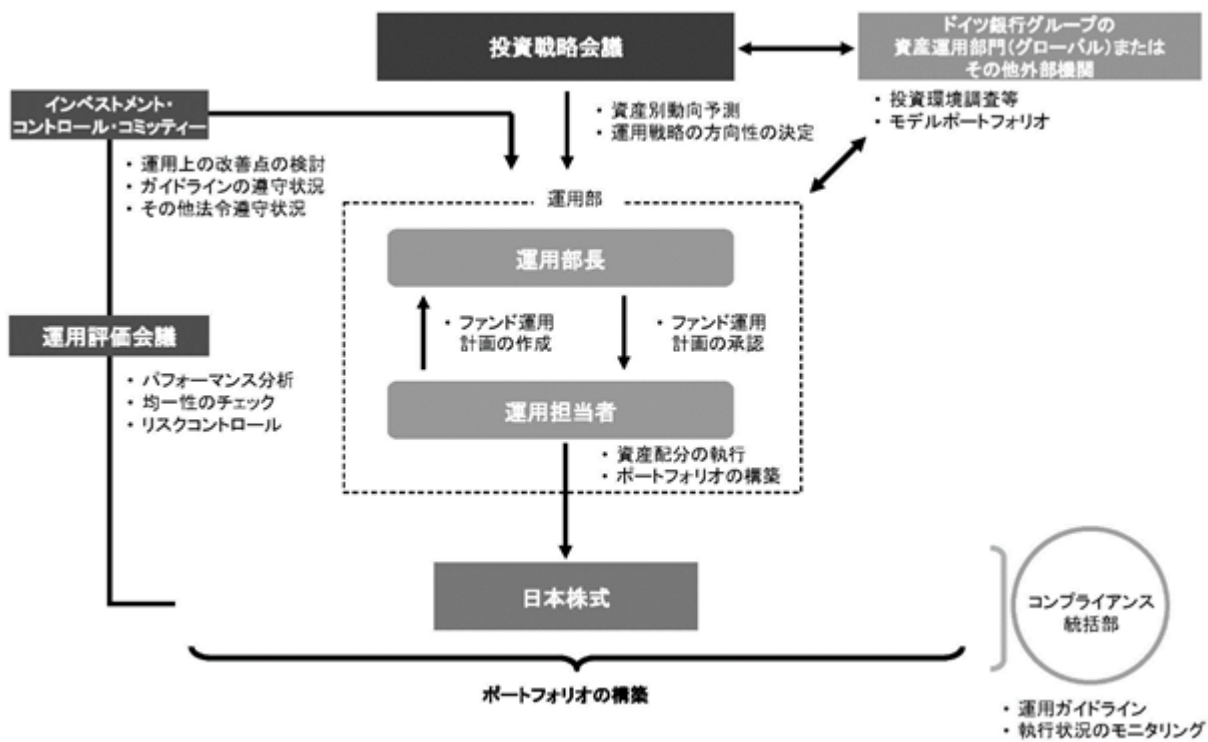 投資戦略会議
ドイツ銀行グループの
資産運用部門(グローバル)または
その他外部機関
・投資環境調査等
・モデルポートフォリオ
・資産別動向予測
・運用戦略の方向性の決定
インベストメント・
コントロール・コミッティー
・運用上の改善点の検討
・ガイドラインの遵守状況
・その他法令遵守状況
運用部
運用部長
・ファンド運用
計画の作成
・ファンド運用
計画の承認
運用評価会議
・パフォーマンス分析
・均一性のチェック
・リスクコントロール
運用担当者
・資産配分の執行
・ポートフォリオの構築
日本株式
コンプライアンス
統括部
ポートフォリオの構築
・運用ガイドライン
・執行状況のモニタリング